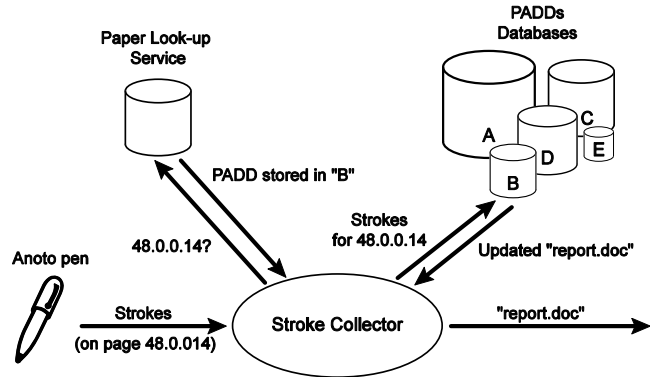 PADDs
Databases
Paper Look-up
Service
A
C
D
E
B
PADD stored in "B"
48.0.0.14?
Strokes
for 48.0.0.14
Updated "report.doc"
Anoto pen
Strokes
(on page 48.0.014)
Stroke Collector
"report.doc"